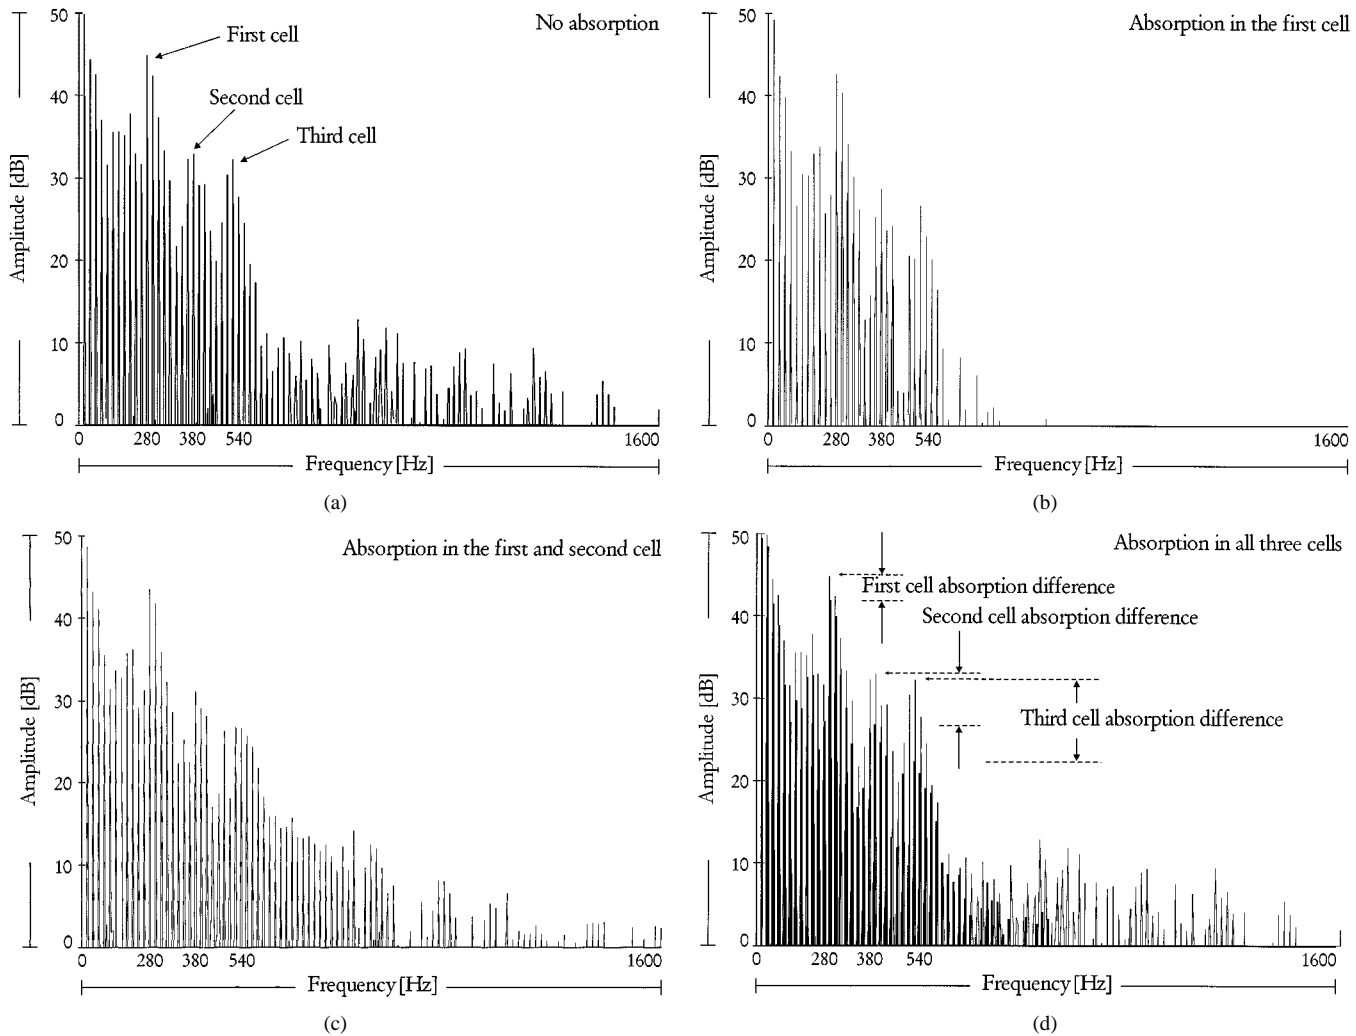 No absorption
50
40
30
20
10
0
Amplitude [dB]
First cell
Second cell
Third cell
0 280 380 540 1600
Frequency [Hz]
(a)
Absorption in the first cell
50
40
30
20
10
0
Amplitude [dB]
0 280 380 540 1600
Frequency [Hz]
(b)
Absorption in the first and second cell
50
40
30
20
10
0
Amplitude [dB]
0 280 380 540 1600
Frequency [Hz]
(c)
Absorption in all three cells
50
40
30
20
10
0
Amplitude [dB]
First cell absorption difference
Second cell absorption difference
Third cell absorption difference
0 280 380 540 1600
Frequency [Hz]
(d)